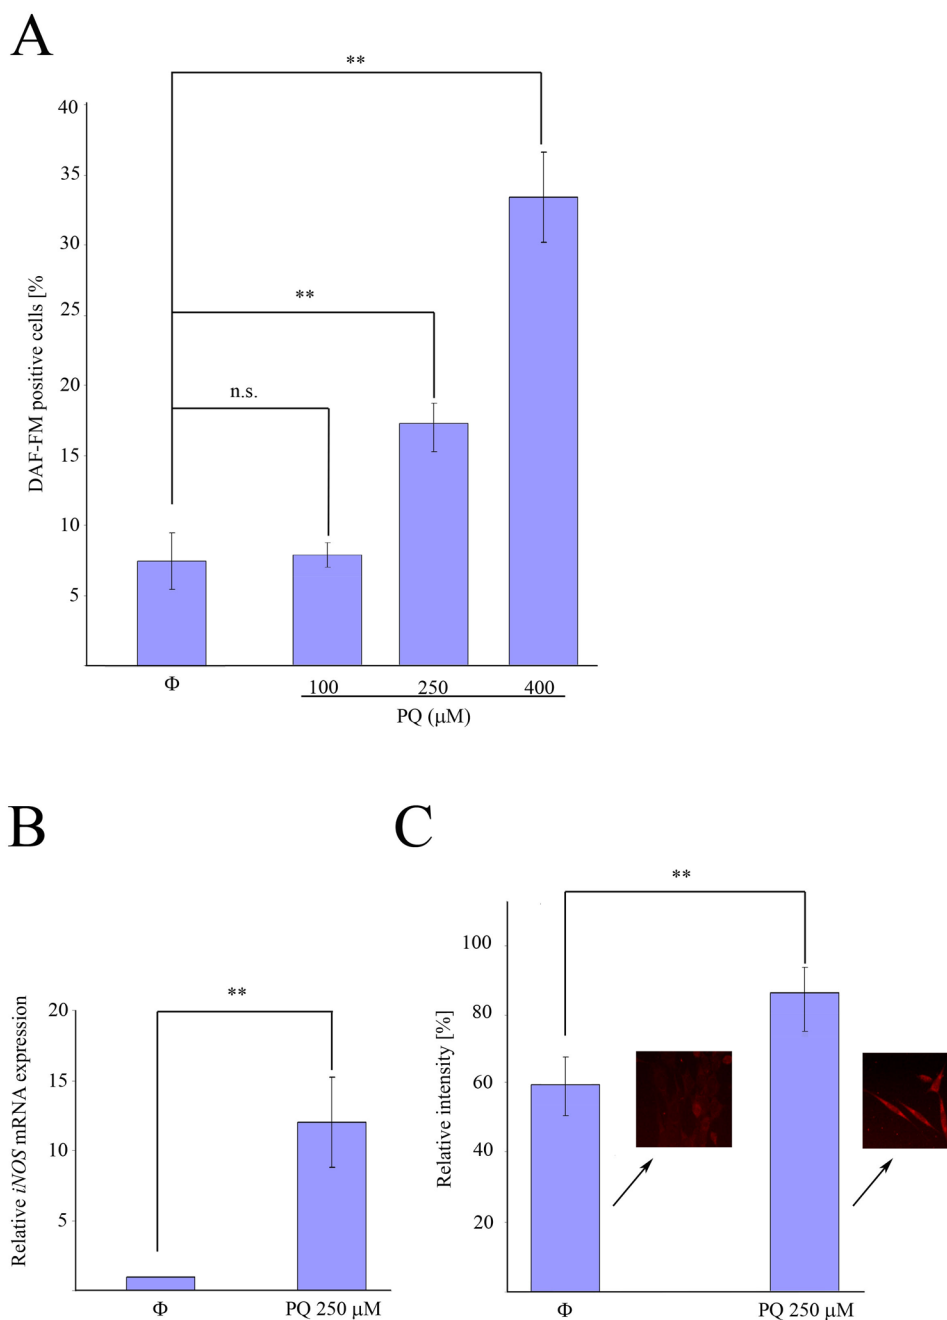 A
**
40
35
30
25
20
15
10
5
DAF-FM positive cells [%
**
n.s.
Φ
100 250 400
PQ (μM)
B
**
20
15
10
5
Relative iNOS mRNA expression
Φ PQ 250 μM
C
**
100
80
60
40
20
Relative intensity [%]
Φ PQ 250 μM